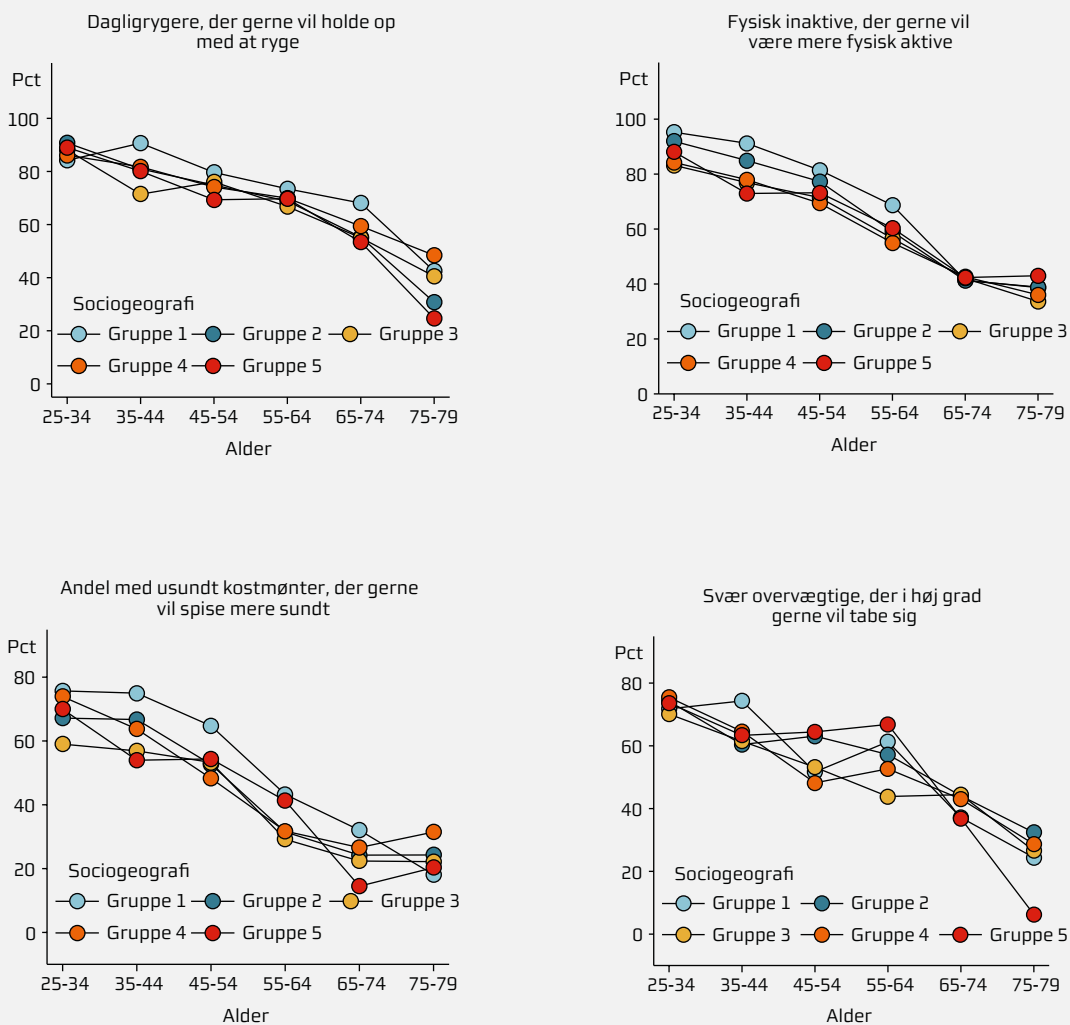 Dagligrygere, der gerne vil holde op
med at ryge
Pct
100
80
60
40
20
0
Sociogeografi
Gruppe 1
Gruppe 2
Gruppe 3
Gruppe 4
Gruppe 5
25-34 35-44 45-54 55-64 65-74 75-79
Alder
Fysisk inaktive, der gerne vil
være mere fysisk aktive
Pct
100
80
60
40
20
0
Sociogeografi
Gruppe 1
Gruppe 2
Gruppe 3
Gruppe 4
Gruppe 5
25-34 35-44 45-54 55-64 65-74 75-79
Alder
Andel med usundt kostmønter, der gerne
vil spise mere sundt
Pct
80
60
40
20
0
Sociogeografi
Gruppe 1
Gruppe 2
Gruppe 3
Gruppe 4
Gruppe 5
25-34 35-44 45-54 55-64 65-74 75-79
Alder
Svær overvægtige, der i høj grad
gerne vil tabe sig
Pct
80
60
40
20
0
Sociogeografi
Gruppe 1
Gruppe 2
Gruppe 3
Gruppe 4
Gruppe 5
25-34 35-44 45-54 55-64 65-74 75-79
Alder